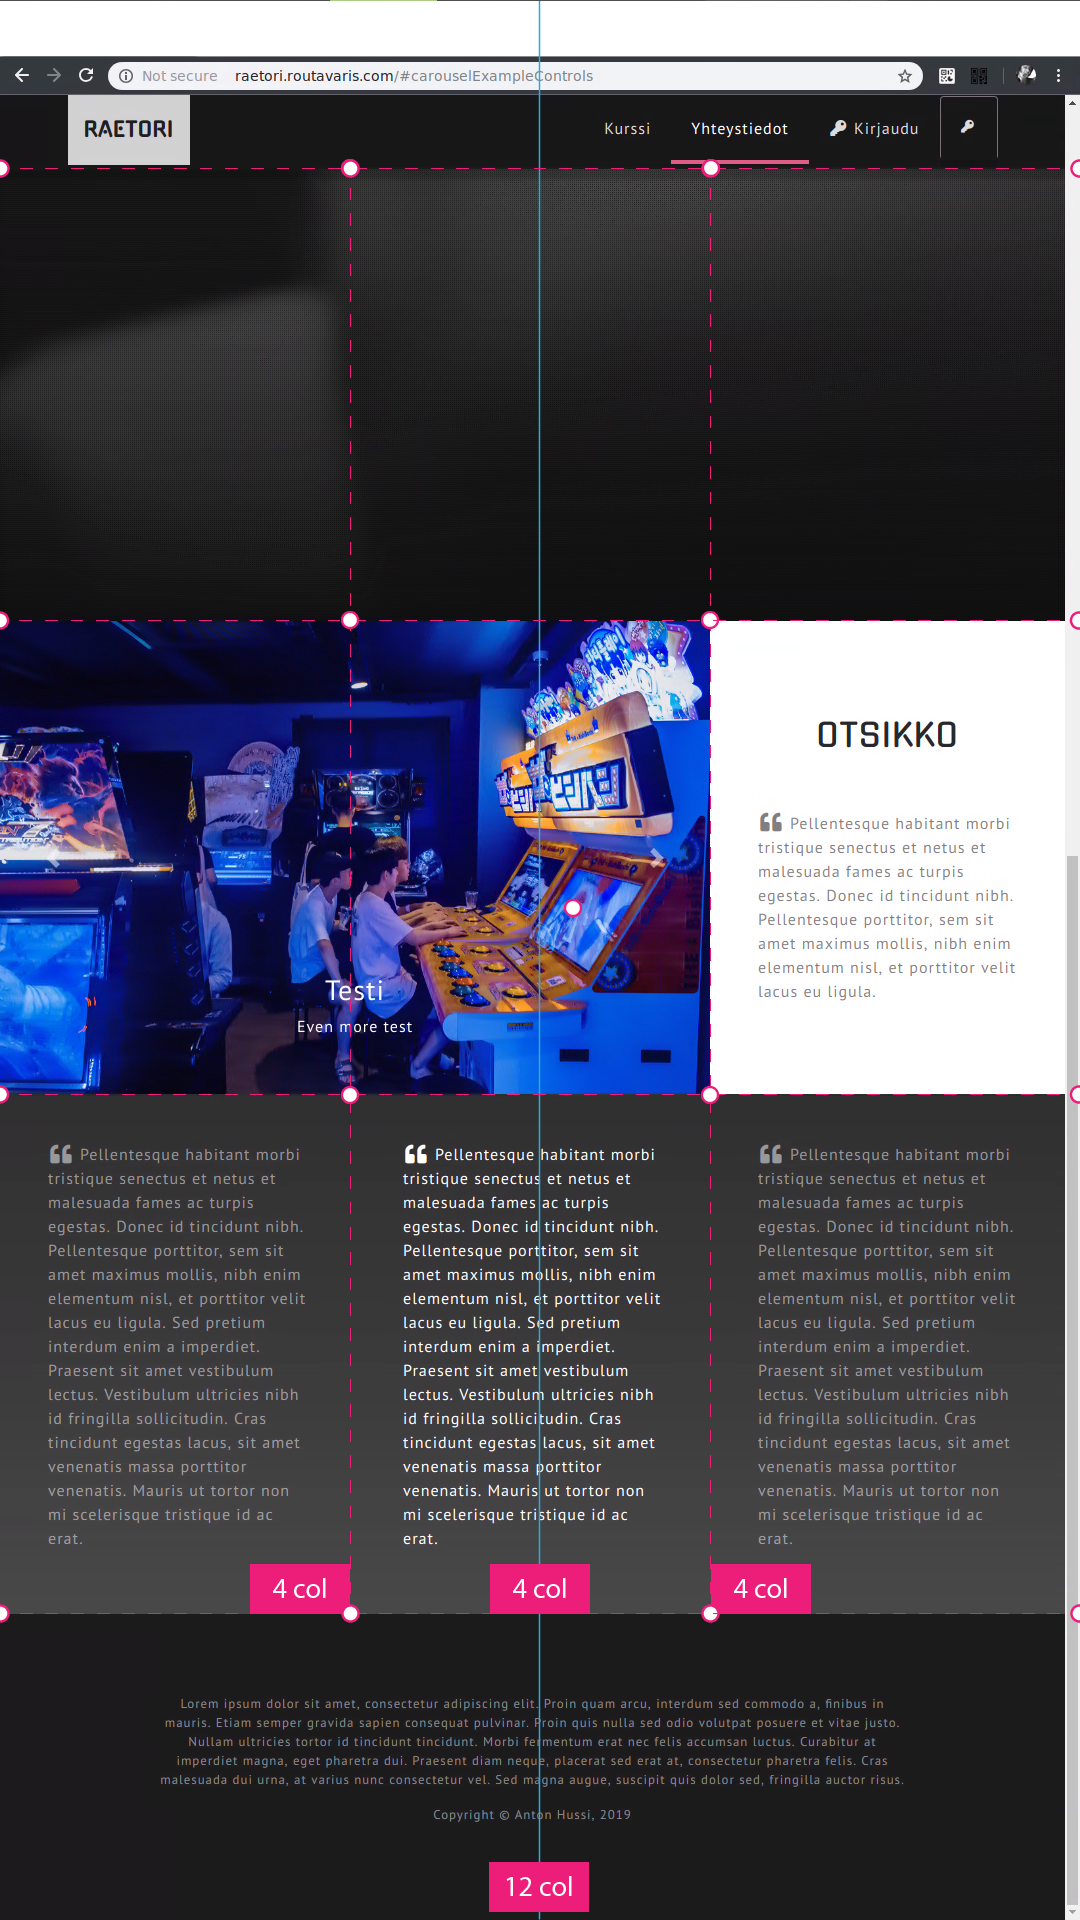 Not secure raetori.routavaris.com/#carouselExampleControls
RAETORI
Kurssi Yhteystiedot Kirjaudu
OTSIKKO
Pellentesque habitant morbi
tristique senectus et netus et
malesuada fames ac turpis
egestas. Donec id tincidunt nibh.
Pellentesque porttitor, sem sit
amet maximus mollis, nibh enim
elementum nisl, et porttitor velit
lacus eu ligula.
Testi
Even more test
Pellentesque habitant morbi
tristique senectus et netus et
malesuada fames ac turpis
egestas. Donec id tincidunt nibh.
Pellentesque porttitor, sem sit
amet maximus mollis, nibh enim
elementum nisl, et porttitor velit
lacus eu ligula. Sed pretium
interdum enim a imperdiet.
Praesent sit amet vestibulum
lectus. Vestibulum ultricies nibh
id fringilla sollicitudin. Cras
tincidunt egestas lacus, sit amet
venenatis massa porttitor
venenatis. Mauris ut tortor non
mi scelerisque tristique id ac
erat.
Pellentesque habitant morbi
tristique senectus et netus et
malesuada fames ac turpis
egestas. Donec id tincidunt nibh.
Pellentesque porttitor, sem sit
amet maximus mollis, nibh enim
elementum nisl, et porttitor velit
lacus eu ligula. Sed pretium
interdum enim a imperdiet.
Praesent sit amet vestibulum
lectus. Vestibulum ultricies nibh
id fringilla sollicitudin. Cras
tincidunt egestas lacus, sit amet
venenatis massa porttitor
venenatis. Mauris ut tortor non
mi scelerisque tristique id ac
erat.
Pellentesque habitant morbi
tristique senectus et netus et
malesuada fames ac turpis
egestas. Donec id tincidunt nibh.
Pellentesque porttitor, sem sit
amet maximus mollis, nibh enim
elementum nisl, et porttitor velit
lacus eu ligula. Sed pretium
interdum enim a imperdiet.
Praesent sit amet vestibulum
lectus. Vestibulum ultricies nibh
id fringilla sollicitudin. Cras
tincidunt egestas lacus, sit amet
venenatis massa porttitor
venenatis. Mauris ut tortor non
mi scelerisque tristique id ac
erat.
4 col
4 col
4 col
Lorem ipsum dolor sit amet, consectetur adipiscing elit. Proin quam arcu, interdum sed commodo a, finibus in
mauris. Etiam semper gravida sapien consequat pulvinar. Proin quis nulla sed odio volutpat posuere et vitae justo.
Nullam ultricies tortor id tincidunt tincidunt. Morbi fermentum erat nec felis accumsan luctus. Curabitur at
imperdiet magna, eget pharetra dui. Praesent diam neque, placerat sed erat at, consectetur pharetra felis. Cras
malesuada dui urna, at varius nunc consectetur vel. Sed magna augue, suscipit quis dolor sed, fringilla auctor risus.
Copyright © Anton Hussi, 2019
12 col